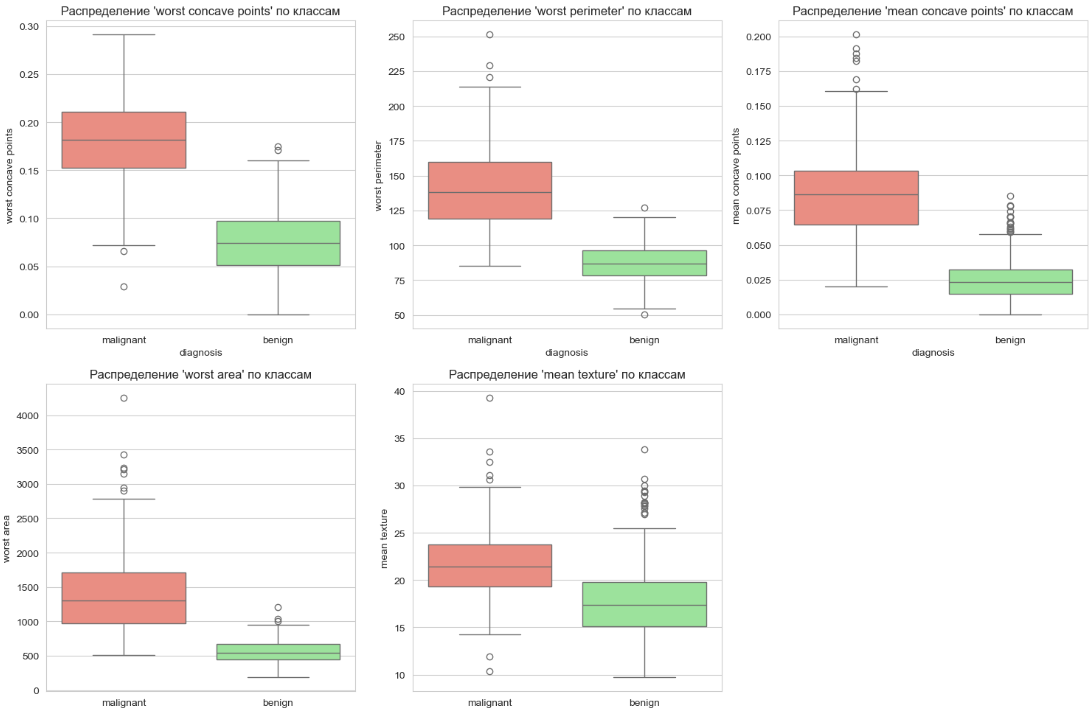 Распределение 'worst concave points' по классам
0.30
0.25
0.20
0.15
0.10
0.05
0.00
worst concave points
malignant
benign
diagnosis
Распределение 'worst perimeter' по классам
250
225
200
175
150
125
100
75
50
worst perimeter
malignant
benign
diagnosis
Распределение 'mean concave points' по классам
0.200
0.175
0.150
0.125
0.100
0.075
0.050
0.025
0.000
mean concave points
malignant
benign
diagnosis
Распределение 'worst area' по классам
4000
3500
3000
2500
2000
1500
1000
500
0
worst area
malignant
benign
Распределение 'mean texture' по классам
40
35
30
25
20
15
10
mean texture
malignant
benign